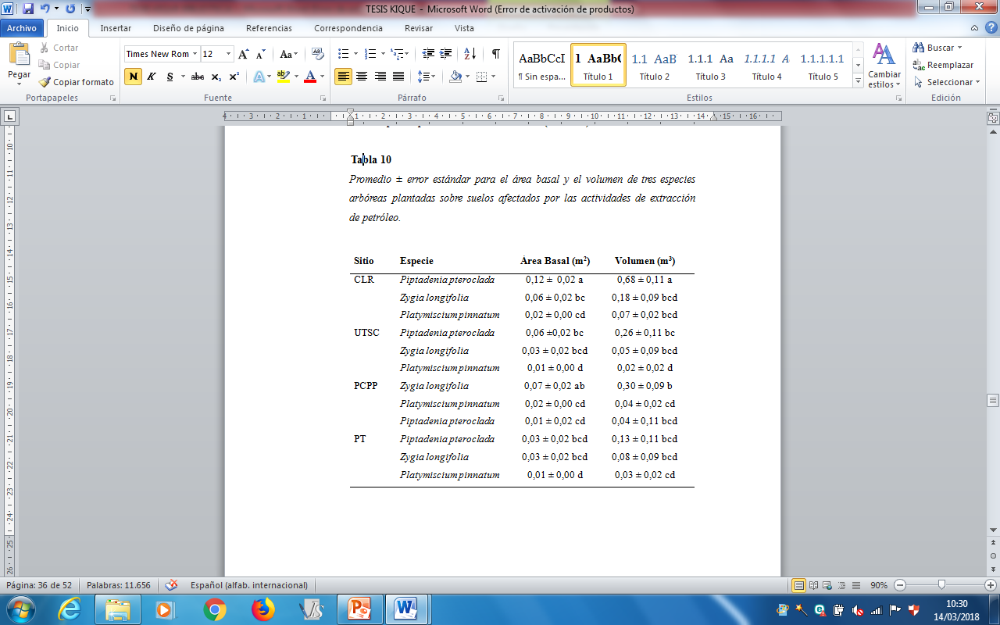 TESIS KIQUE - Microsoft Word (Error de activación de productos)
Archivo Inicio Insertar Diseño de página Referencias Correspondencia Revisar Vista
Pegar
Cortar
Copiar
Copiar formato
Portapapeles
Times New Rom 12
N K S abc x₂ x²
Fuente
Párrafo
AaBbCcI 1 AaBb( 1.1 AaB 1.1.1 Aa 1.1.1.1 A 1.1.1.1.1
¶ Sin espa... Título 1 Título 2 Título 3 Título 4 Título 5
Estilos
Cambiar estilos
Buscar
Reemplazar
Seleccionar
Edición
Tabla 10
Promedio ± error estándar para el área basal y el volumen de tres especies
arbóreas plantadas sobre suelos afectados por las actividades de extracción
de petróleo.
Sitio Especie Área Basal (m²) Volumen (m³)
CLR Piptadenia pteroclada 0,12 ± 0,02 a 0,68 ± 0,11 a
Zygia longifolia 0,06 ± 0,02 bc 0,18 ± 0,09 bcd
Platymiscium pinnatum 0,02 ± 0,00 cd 0,07 ± 0,02 bcd
UTSC Piptadenia pteroclada 0,06 ±0,02 bc 0,26 ± 0,11 bc
Zygia longifolia 0,03 ± 0,02 bcd 0,05 ± 0,09 bcd
Platymiscium pinnatum 0,01 ± 0,00 d 0,02 ± 0,02 d
PCPP Zygia longifolia 0,07 ± 0,02 ab 0,30 ± 0,09 b
Platymiscium pinnatum 0,02 ± 0,00 cd 0,04 ± 0,02 cd
Piptadenia pteroclada 0,01 ± 0,02 cd 0,04 ± 0,11 bcd
PT Piptadenia pteroclada 0,03 ± 0,02 bcd 0,13 ± 0,11 bcd
Zygia longifolia 0,03 ± 0,02 bcd 0,08 ± 0,09 bcd
Platymiscium pinnatum 0,01 ± 0,00 d 0,03 ± 0,02 cd
Página: 36 de 52 Palabras: 11.656 Español (alfab. internacional) 90%
10:30
14/03/2018